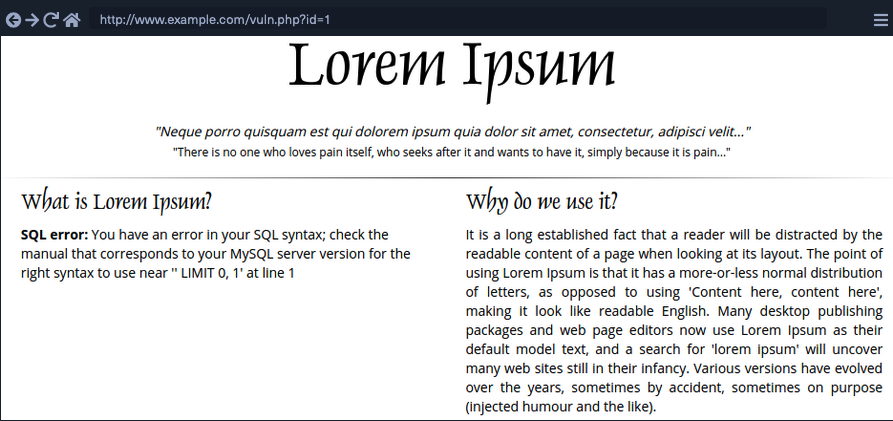 http://www.example.com/vuln.php?id=1
Lorem Ipsum
"Neque porro quisquam est qui dolorem ipsum quia dolor sit amet, consectetur, adipisci velit..."
"There is no one who loves pain itself, who seeks after it and wants to have it, simply because it is pain..."
What is Lorem Ipsum?
SQL error: You have an error in your SQL syntax; check the
manual that corresponds to your MySQL server version for the
right syntax to use near '' LIMIT 0, 1' at line 1
Why do we use it?
It is a long established fact that a reader will be distracted by the
readable content of a page when looking at its layout. The point of
using Lorem Ipsum is that it has a more-or-less normal distribution
of letters, as opposed to using 'Content here, content here',
making it look like readable English. Many desktop publishing
packages and web page editors now use Lorem Ipsum as their
default model text, and a search for 'lorem ipsum' will uncover
many web sites still in their infancy. Various versions have evolved
over the years, sometimes by accident, sometimes on purpose
(injected humour and the like).